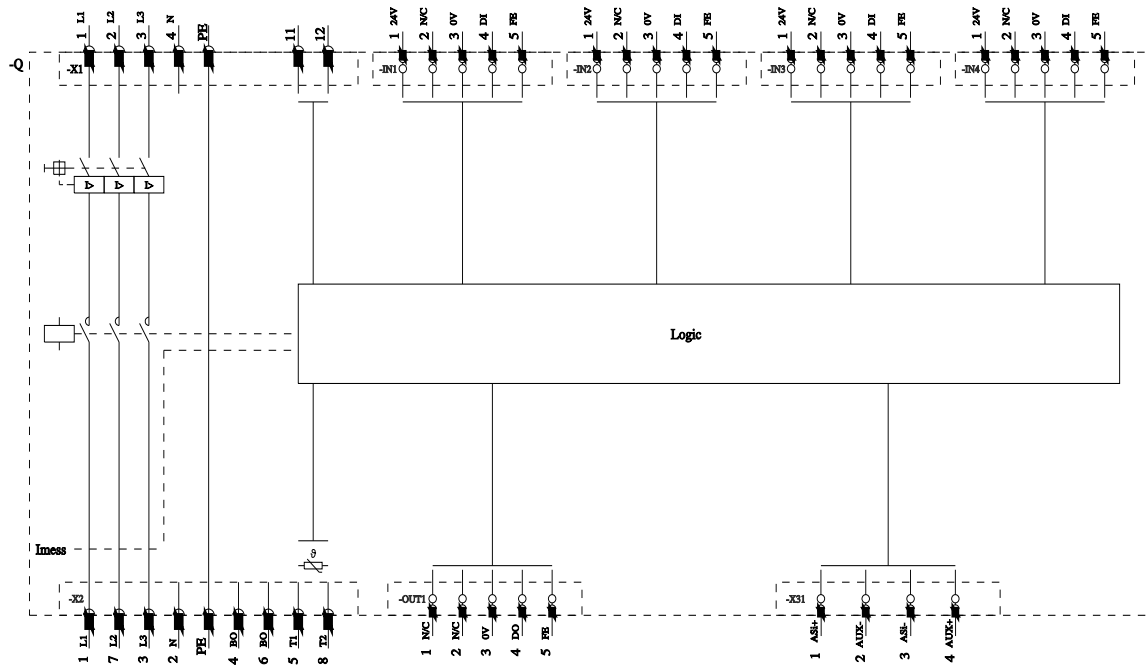 1 L1
2 L2
3 L3
4 N
PE
11
12
1 24V
2 N/C
3 0V
4 DI
5 FE
1 24V
2 N/C
3 0V
4 DI
5 FE
1 24V
2 N/C
3 0V
4 DI
5 FE
1 24V
2 N/C
3 0V
4 DI
5 FE
-Q
-X1
-IN1
-IN2
-IN3
-IN4
Logic
Imess
ϑ
-X2
-OUT1
-X31
1 L1
7 L2
3 L3
2 N
PE
4 BO
6 BO
5 T1
8 T2
1 N/C
2 N/C
3 0V
4 DO
5 FE
1 ASi+
2 AUX-
3 ASi-
4 AUX+